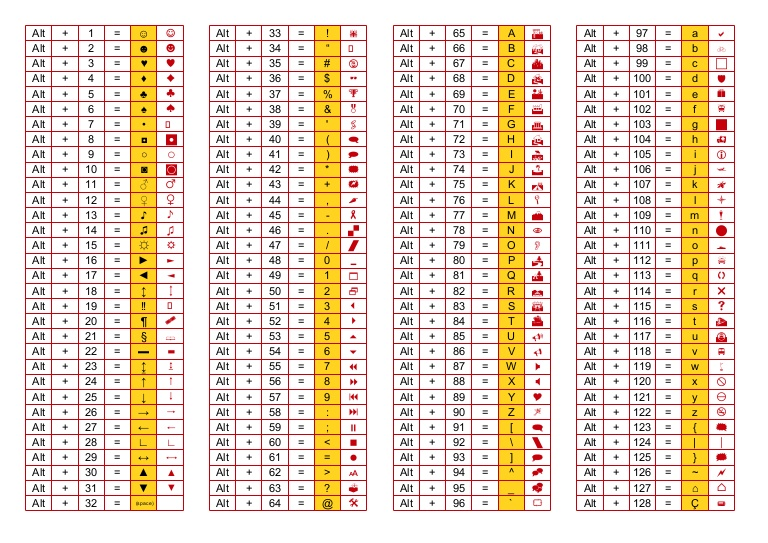 Alt + 1 = ☺
Alt + 2 = ☻
Alt + 3 = ♥
Alt + 4 = ♦
Alt + 5 = ♣
Alt + 6 = ♠
Alt + 7 = •
Alt + 8 = ◘
Alt + 9 = ○
Alt + 10 = ◙
Alt + 11 = ♂
Alt + 12 = ♀
Alt + 13 = ♪
Alt + 14 = ♫
Alt + 15 = ☼
Alt + 16 = ►
Alt + 17 = ◄
Alt + 18 = ↕
Alt + 19 = ‼
Alt + 20 = ¶
Alt + 21 = §
Alt + 22 = ▬
Alt + 23 = ↨
Alt + 24 = ↑
Alt + 25 = ↓
Alt + 26 = →
Alt + 27 = ←
Alt + 28 = ∟
Alt + 29 = ↔
Alt + 30 = ▲
Alt + 31 = ▼
Alt + 32 = (space)
Alt + 33 = !
Alt + 34 = "
Alt + 35 = #
Alt + 36 = $
Alt + 37 = %
Alt + 38 = &
Alt + 39 = '
Alt + 40 = (
Alt + 41 = )
Alt + 42 = *
Alt + 43 = +
Alt + 44 = ,
Alt + 45 = -
Alt + 46 = .
Alt + 47 = /
Alt + 48 = 0
Alt + 49 = 1
Alt + 50 = 2
Alt + 51 = 3
Alt + 52 = 4
Alt + 53 = 5
Alt + 54 = 6
Alt + 55 = 7
Alt + 56 = 8
Alt + 57 = 9
Alt + 58 = :
Alt + 59 = ;
Alt + 60 = <
Alt + 61 = =
Alt + 62 = >
Alt + 63 = ?
Alt + 64 = @
Alt + 65 = A
Alt + 66 = B
Alt + 67 = C
Alt + 68 = D
Alt + 69 = E
Alt + 70 = F
Alt + 71 = G
Alt + 72 = H
Alt + 73 = I
Alt + 74 = J
Alt + 75 = K
Alt + 76 = L
Alt + 77 = M
Alt + 78 = N
Alt + 79 = O
Alt + 80 = P
Alt + 81 = Q
Alt + 82 = R
Alt + 83 = S
Alt + 84 = T
Alt + 85 = U
Alt + 86 = V
Alt + 87 = W
Alt + 88 = X
Alt + 89 = Y
Alt + 90 = Z
Alt + 91 = [
Alt + 92 = \
Alt + 93 = ]
Alt + 94 = ^
Alt + 95 = _
Alt + 96 = `
Alt + 97 = a
Alt + 98 = b
Alt + 99 = c
Alt + 100 = d
Alt + 101 = e
Alt + 102 = f
Alt + 103 = g
Alt + 104 = h
Alt + 105 = i
Alt + 106 = j
Alt + 107 = k
Alt + 108 = l
Alt + 109 = m
Alt + 110 = n
Alt + 111 = o
Alt + 112 = p
Alt + 113 = q
Alt + 114 = r
Alt + 115 = s
Alt + 116 = t
Alt + 117 = u
Alt + 118 = v
Alt + 119 = w
Alt + 120 = x
Alt + 121 = y
Alt + 122 = z
Alt + 123 = {
Alt + 124 = |
Alt + 125 = }
Alt + 126 = ~
Alt + 127 = ⌂
Alt + 128 = Ç